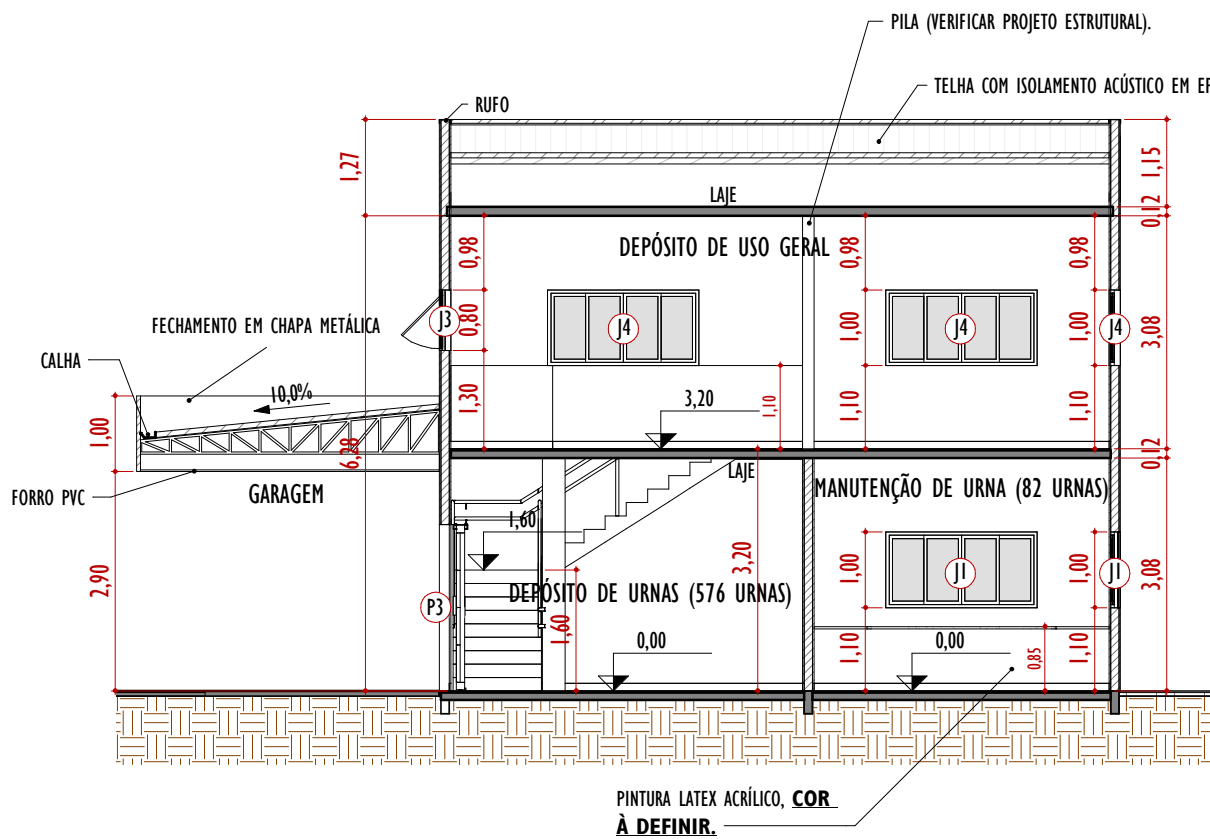 PILA (VERIFICAR PROJETO ESTRUTURAL).
TELHA COM ISOLAMENTO ACÚSTICO EM
RUFO
1,27
1,15
LAJE
0,12
0,98
DEPÓSITO DE USO GERAL
0,98
0,98
FECHAMENTO EM CHAPA METÁLICA
J3
0,80
J4
1,00
J4
1,00
J4
3,08
CALHA
10,0%
1,30
3,20
1,10
1,10
1,10
1,00
6,28
0,12
FORRO PVC
GARAGEM
LAJE
MANUTENÇÃO DE URNA (82 URNAS)
1,60
2,90
3,20
1,00
J1
1,00
J1
3,08
P3
DEPÓSITO DE URNAS (576 URNAS)
1,60
0,00
1,10
0,00
0,85
1,10
PINTURA LATEX ACRÍLICO, COR
À DEFINIR.